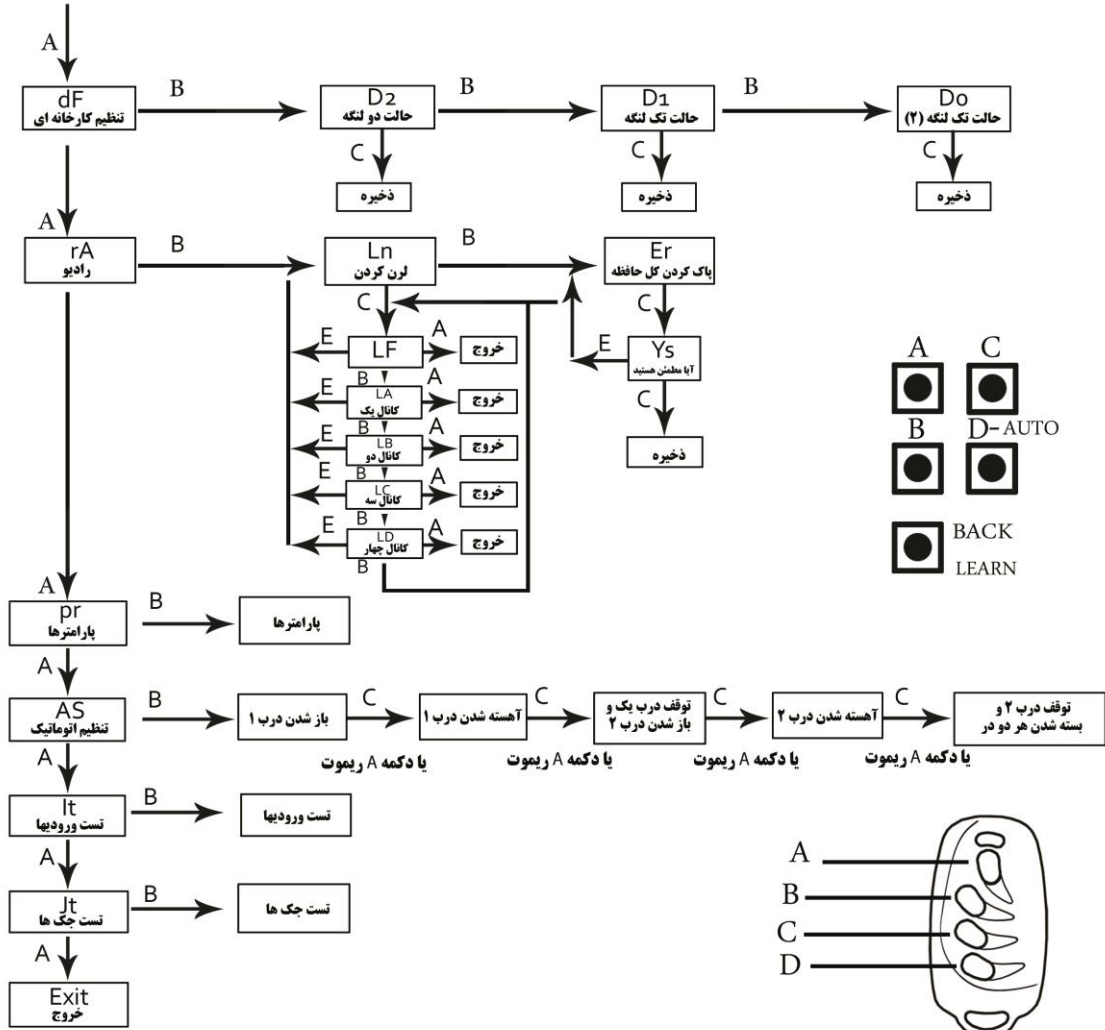 A
dF
تنظیم کارخانه ای
B
D2
حالت دو لنگه
B
D1
حالت تک لنگه
B
Do
حالت تک لنگه (۲)
C
ذخیره
C
ذخیره
C
ذخیره
A
rA
رادیو
B
Ln
لرن کردن
B
Er
پاک کردن کل حافظه
C
C
E
LF
A
خروج
E
Ys
آیا مطمئن هستید
B
E
LA
کانال یک
A
خروج
C
B
E
LB
کانال دو
A
خروج
ذخیره
B
E
LC
کانال سه
A
خروج
B
E
LD
کانال چهار
A
خروج
B
A
C
B
D- AUTO
BACK
LEARN
A
pr
پارامترها
B
پارامترها
A
AS
تنظیم اتوماتیک
B
باز شدن درب ۱
C
آهسته شدن درب ۱
C
توقف درب یک و
باز شدن درب ۲
C
آهسته شدن درب ۲
C
توقف درب ۲ و
بسته شدن هر دو در
یا دکمه A ریموت
یا دکمه A ریموت
یا دکمه A ریموت
یا دکمه A ریموت
A
It
تست ورودیها
B
تست ورودیها
A
Jt
تست جک ها
B
تست جک ها
A
Exit
خروج
A
B
C
D